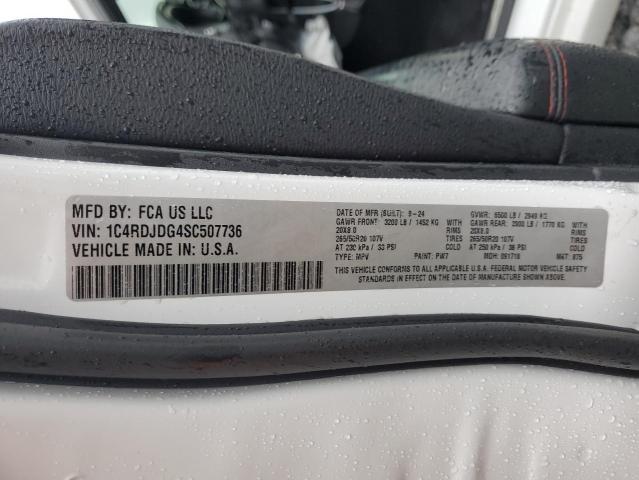 MFD BY: FCA US LLC
VIN: 1C4RDJDG4SC507736
VEHICLE MADE IN U.S.A.
DATE OF MFR (BUILT): 9-24 GVWR: 6500 LB / 2949 KG
FRONT GAWR: 3200 LB / 1452 KG WITH REAR GAWR: 3900 LB / 1770 KG WITH
20X8.0 RIMS 20X8.0 RIMS
265/50R20 107V TIRES 265/50R20 107V TIRES
AT 230 kPa / 33 PSI COLD AT 250 kPa / 36 PSI COLD
TYPE: MPV PAINT: PW7 MDH: 091718 M&T: 875
THIS VEHICLE CONFORMS TO ALL APPLICABLE U.S.A. FEDERAL MOTOR VEHICLE SAFETY
STANDARDS IN EFFECT ON THE DATE OF MANUFACTURE SHOWN ABOVE.